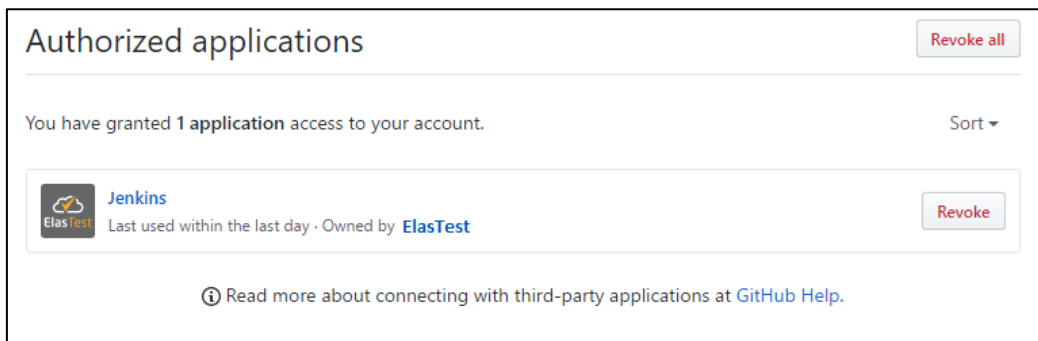 Authorized applications
Revoke all
You have granted 1 application access to your account.
Sort
ElasTest
Jenkins
Last used within the last day · Owned by ElasTest
Revoke
Read more about connecting with third-party applications at GitHub Help.